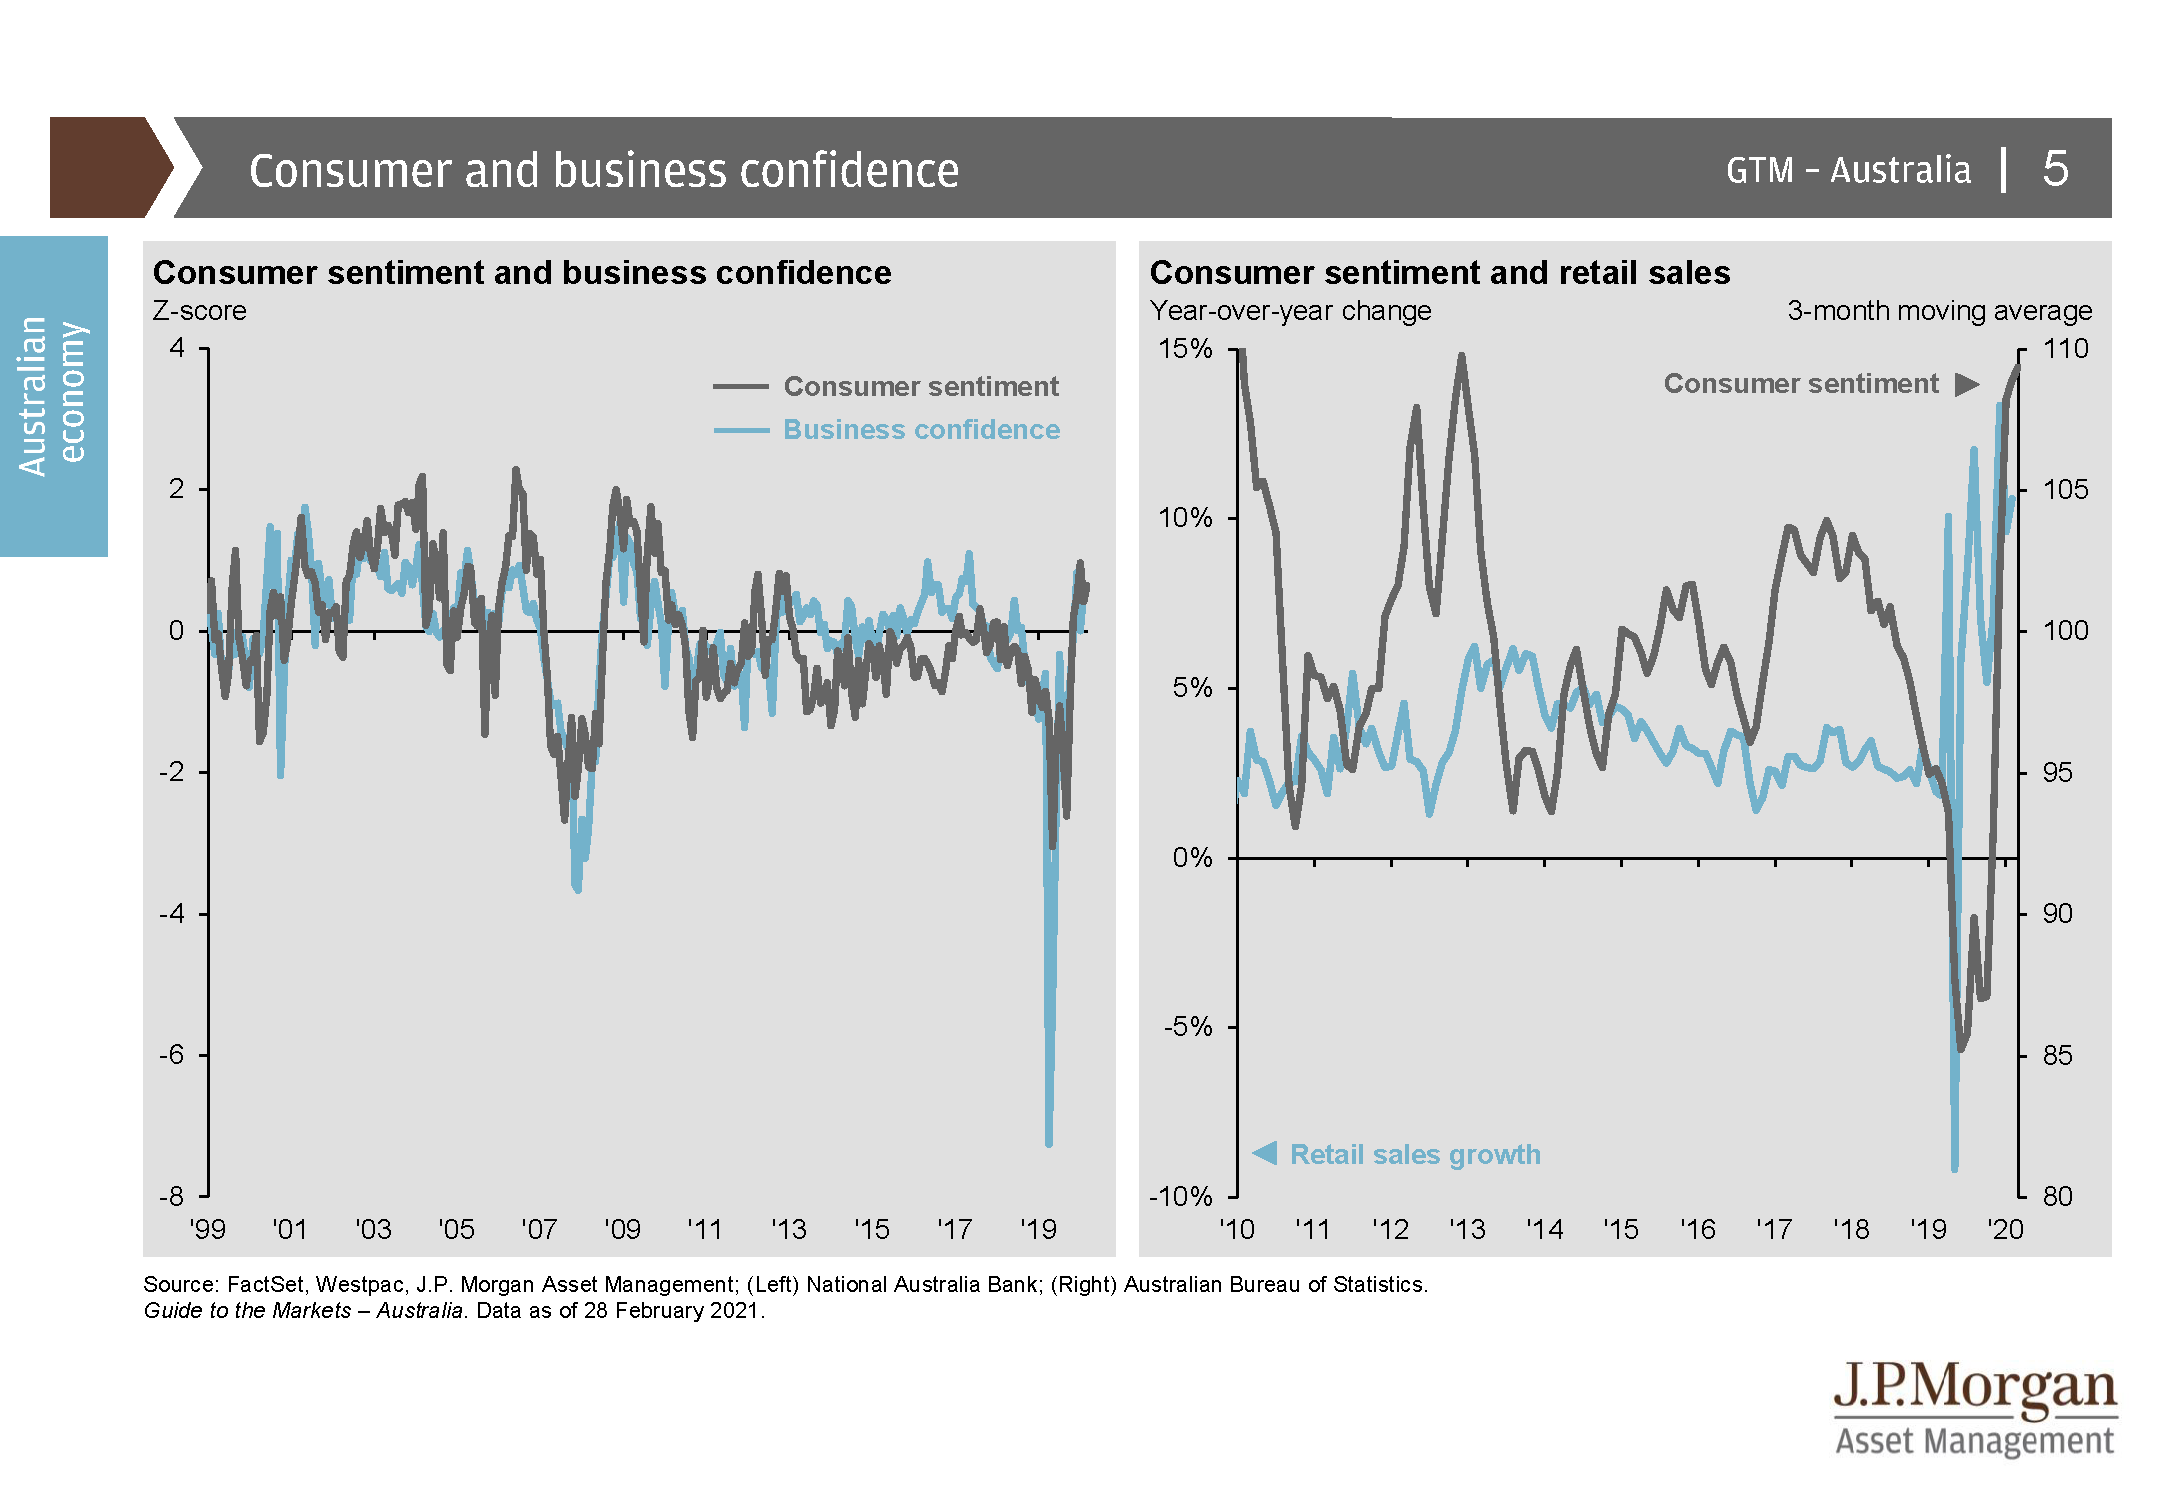 Consumer and business confidence
GTM – Australia | 5
Australian
economy
Consumer sentiment and business confidence
Z-score
4
2
0
-2
-4
-6
-8
Consumer sentiment
Business confidence
'99 '01 '03 '05 '07 '09 '11 '13 '15 '17 '19
Consumer sentiment and retail sales
Year-over-year change 3-month moving average
15%
10%
5%
0%
-5%
-10%
Consumer sentiment
Retail sales growth
110
105
100
95
90
85
80
'10 '11 '12 '13 '14 '15 '16 '17 '18 '19 '20
Source: FactSet, Westpac, J.P. Morgan Asset Management; (Left) National Australia Bank; (Right) Australian Bureau of Statistics.
Guide to the Markets – Australia. Data as of 28 February 2021.
J.P.Morgan
Asset Management